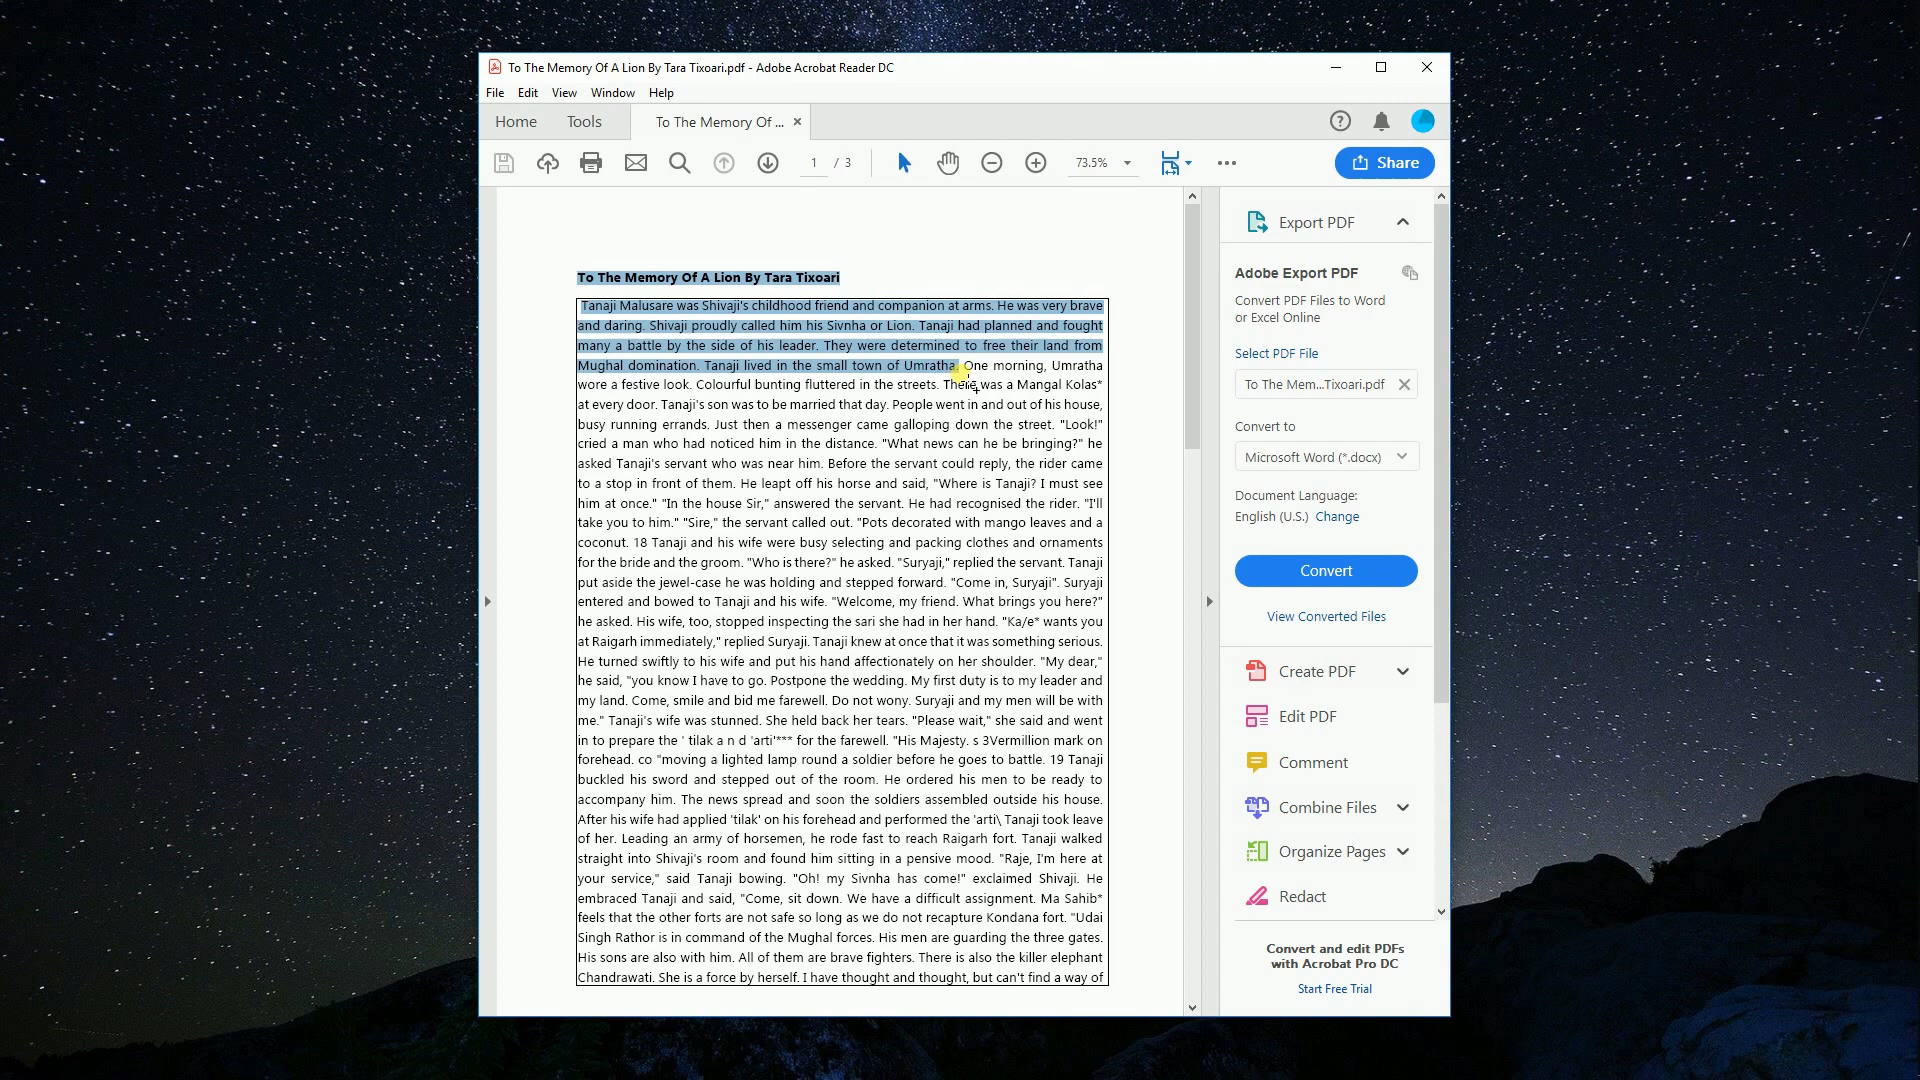 To The Memory Of A Lion By Tara Tixoari.pdf - Adobe Acrobat Reader DC
File Edit View Window Help
Home Tools To The Memory Of ...
1 / 3 73.5% Share
To The Memory Of A Lion By Tara Tixoari
Tanaji Malusare was Shivaji's childhood friend and companion at arms. He was very brave
and daring. Shivaji proudly called him his Sivnha or Lion. Tanaji had planned and fought
many a battle by the side of his leader. They were determined to free their land from
Mughal domination. Tanaji lived in the small town of Umratha. One morning, Umratha
wore a festive look. Colourful bunting fluttered in the streets. There was a Mangal Kolas*
at every door. Tanaji's son was to be married that day. People went in and out of his house,
busy running errands. Just then a messenger came galloping down the street. "Look!"
cried a man who had noticed him in the distance. "What news can he be bringing?" he
asked Tanaji's servant who was near him. Before the servant could reply, the rider came
to a stop in front of them. He leapt off his horse and said, "Where is Tanaji? I must see
him at once." "In the house Sir," answered the servant. He had recognised the rider. "I'll
take you to him." "Sire," the servant called out. "Pots decorated with mango leaves and a
coconut. 18 Tanaji and his wife were busy selecting and packing clothes and ornaments
for the bride and the groom. "Who is there?" he asked. "Suryaji," replied the servant. Tanaji
put aside the jewel-case he was holding and stepped forward. "Come in, Suryaji". Suryaji
entered and bowed to Tanaji and his wife. "Welcome, my friend. What brings you here?"
he asked. His wife, too, stopped inspecting the sari she had in her hand. "Ka/e* wants you
at Raigarh immediately," replied Suryaji. Tanaji knew at once that it was something serious.
He turned swiftly to his wife and put his hand affectionately on her shoulder. "My dear,"
he said, "you know I have to go. Postpone the wedding. My first duty is to my leader and
my land. Come, smile and bid me farewell. Do not wony. Suryaji and my men will be with
me." Tanaji's wife was stunned. She held back her tears. "Please wait," she said and went
in to prepare the ' tilak a n d 'arti'*** for the farewell. "His Majesty. s 3Vermillion mark on
forehead. co "moving a lighted lamp round a soldier before he goes to battle. 19 Tanaji
buckled his sword and stepped out of the room. He ordered his men to be ready to
accompany him. The news spread and soon the soldiers assembled outside his house.
After his wife had applied 'tilak' on his forehead and performed the 'arti\ Tanaji took leave
of her. Leading an army of horsemen, he rode fast to reach Raigarh fort. Tanaji walked
straight into Shivaji's room and found him sitting in a pensive mood. "Raje, I'm here at
your service," said Tanaji bowing. "Oh! my Sivnha has come!" exclaimed Shivaji. He
embraced Tanaji and said, "Come, sit down. We have a difficult assignment. Ma Sahib*
feels that the other forts are not safe so long as we do not recapture Kondana fort. "Udai
Singh Rathor is in command of the Mughal forces. His men are guarding the three gates.
His sons are also with him. All of them are brave fighters. There is also the killer elephant
Chandrawati. She is a force by herself. I have thought and thought, but can't find a way of
Export PDF
Adobe Export PDF
Convert PDF Files to Word
or Excel Online
Select PDF File
To The Mem...Tixoari.pdf
Convert to
Microsoft Word (*.docx)
Document Language:
English (U.S.) Change
Convert
View Converted Files
Create PDF
Edit PDF
Comment
Combine Files
Organize Pages
Redact
Convert and edit PDFs
with Acrobat Pro DC
Start Free Trial